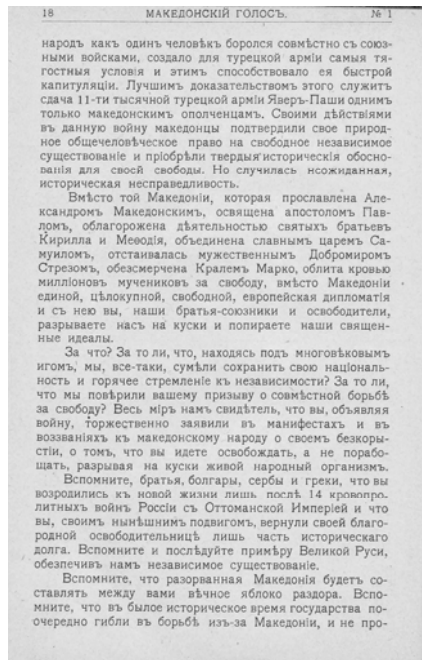 18 МАКЕДОНСКІЙ ГОЛОСЪ. № 1
народъ какъ одинъ человѣкъ боролся совмѣстно съ союз-
ными войсками, создало для турецкой арміи самыя тя-
гостныя условія и этимъ способствовало ея быстрой
капитуляціи. Лучшимъ доказательствомъ этого служитъ
сдача 11-ти тысячной турецкой арміи Яверъ-Паши однимъ
только македонскимъ ополченцамъ. Своими дѣйствіями
въ данную войну македонцы подтвердили свое природ-
ное общечеловѣческое право на свободное независимое
существованіе и пріобрѣли твердыя историческія обосно-
ванія для своей свободы. Но случилась неожиданная,
историческая несправедливость.
Вмѣсто той Македоніи, которая прославлена Але-
ксандромъ Македонскимъ, освящена апостоломъ Пав-
ломъ, облагорожена дѣятельностью святыхъ братьевъ
Кирилла и Меѳодія, объединена славнымъ царемъ Са-
муиломъ, отстаивалась мужественнымъ Добромиромъ
Стрезомъ, обезсмерчена Кралемъ Марко, облита кровью
милліоновъ мучениковъ за свободу, вмѣсто Македоніи
единой, цѣлокупной, свободной, европейская дипломатія
и съ нею вы, наши братья-союзники и освободители,
разрываете насъ на куски и попираете наши священ-
ные идеалы.
За что? За то ли, что, находясь подъ многовѣковымъ
игомъ, мы, все-таки, сумѣли сохранить свою націоналъ-
ность и горячее стремленіе къ независимости? За то ли,
что мы повѣрили вашему призыву о совмѣстной борьбѣ
за свободу? Весь міръ намъ свидѣтель, что вы, объявляя
войну, торжественно заявили въ манифестахъ и въ
воззваніяхъ къ македонскому народу о своемъ безкоры-
стіи, о томъ, что вы идете освобождать, а не порабо-
щать, разрывая на куски живой народный организмъ.
Вспомните, братья, болгары, сербы и греки, что вы
возродились къ новой жизни лишь послѣ 14 кровопро-
литныхъ войнъ Россіи съ Оттоманской Имперіей и что
вы, своимъ нынѣшнимъ подвигомъ, вернули своей благо-
родной освободительницѣ лишь часть историческаго
долга. Вспомните и послѣдуйте примѣру Великой Руси,
обезпечивъ намъ независимое существованіе.
Вспомните, что разорванная Македонія будетъ со-
ставлять между вами вѣчное яблоко раздора. Вспо-
мните, что въ былое историческое время государства по-
очередно гибли въ борьбѣ изъ-за Македоніи, и не про-